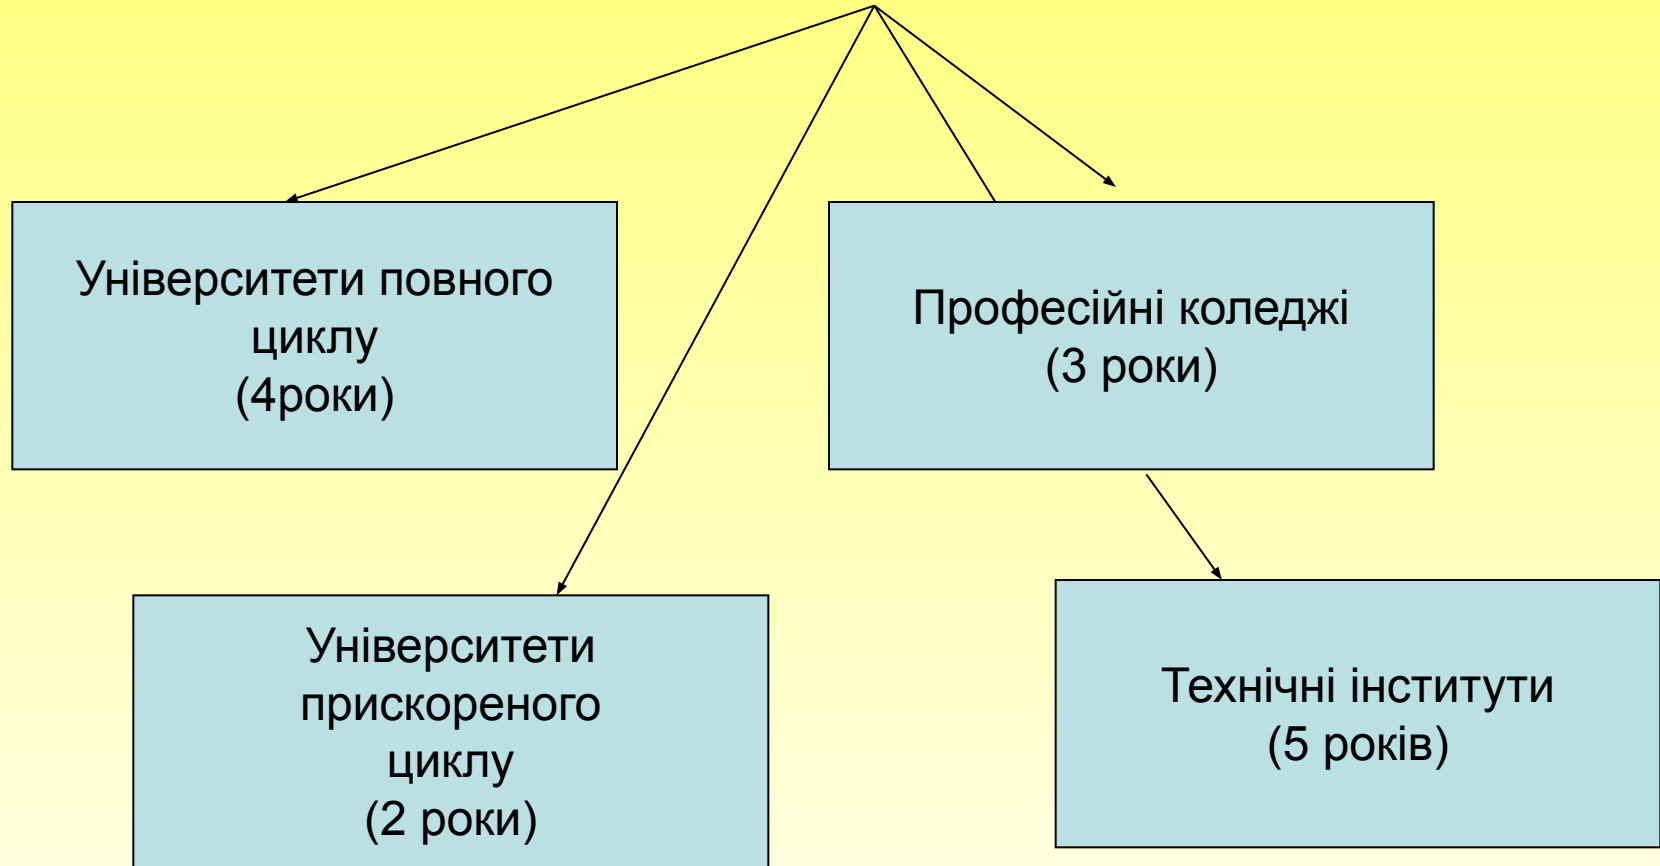 Університети повного
циклу
(4роки)
Професійні коледжі
(3 роки)
Університети
прискореного
циклу
(2 роки)
Технічні інститути
(5 років)